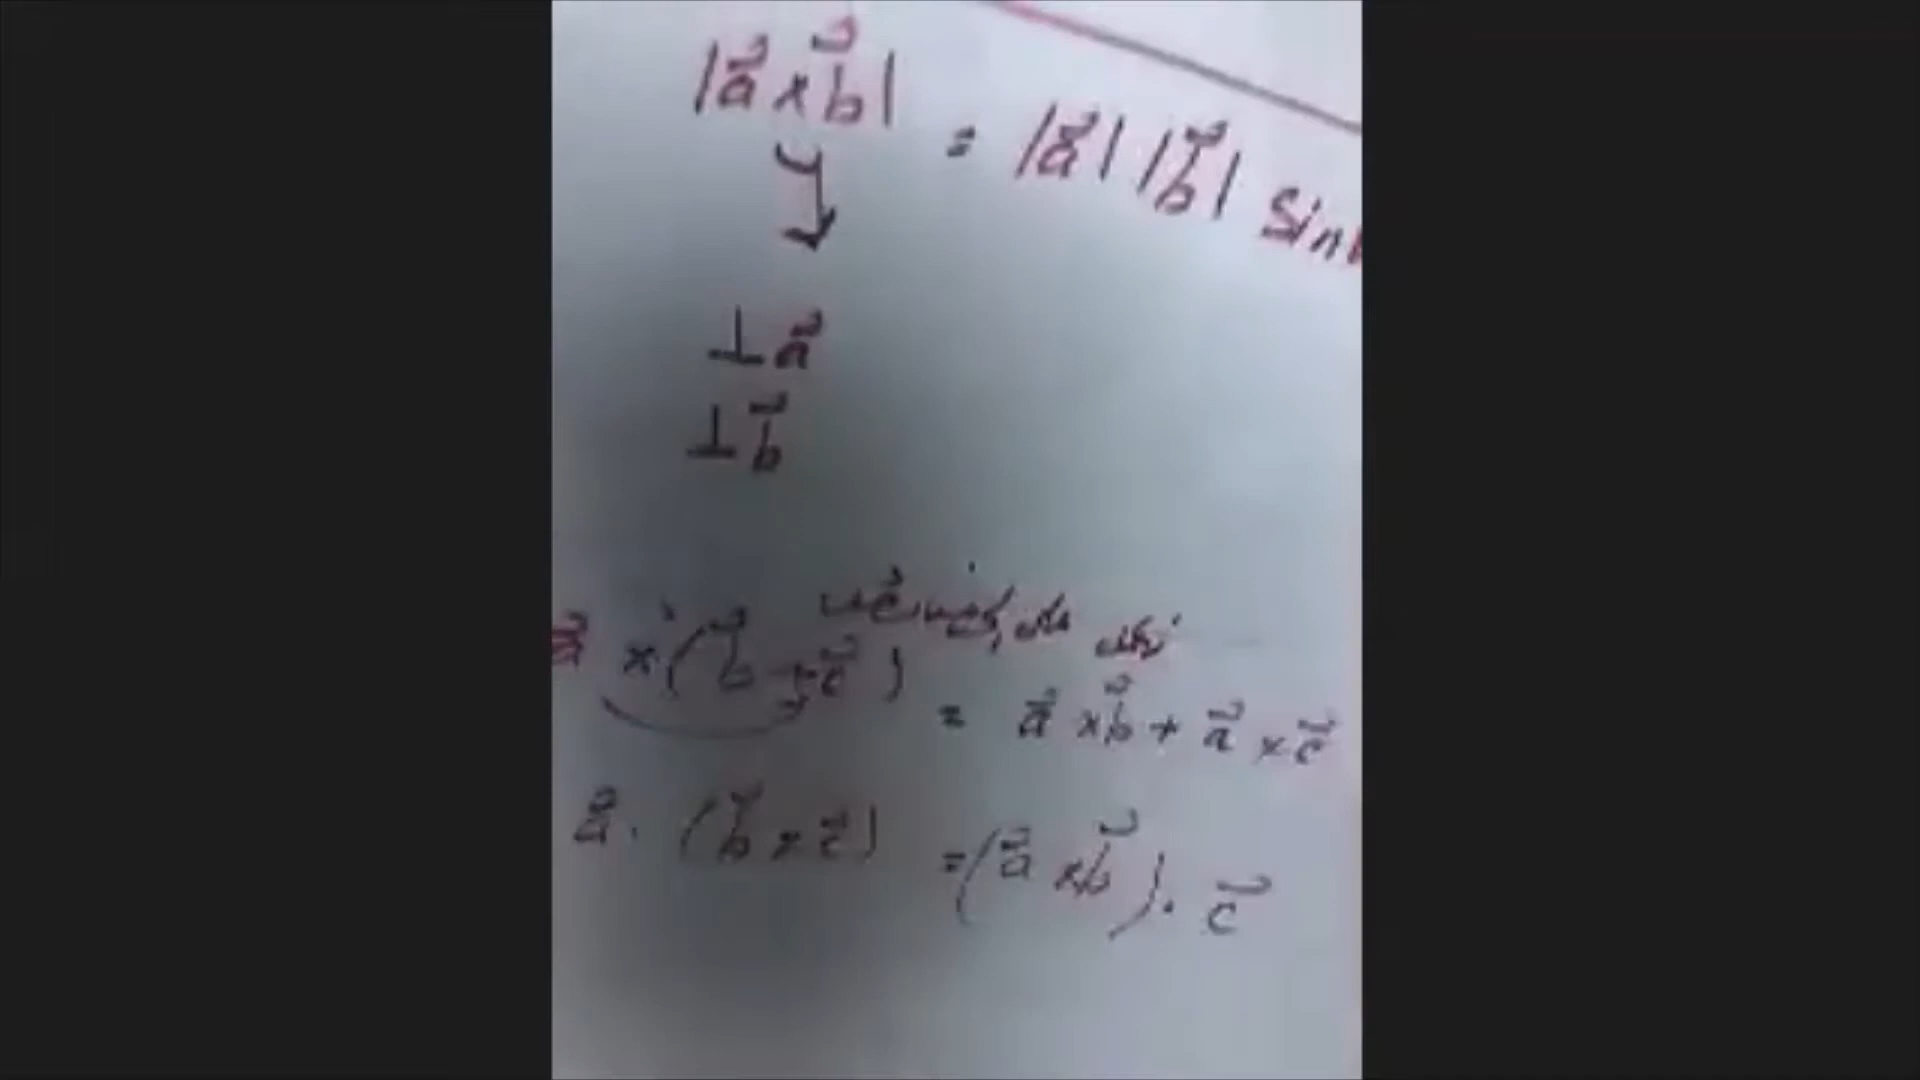 |a⃗ × b⃗| = |a⃗| |b⃗| sin
⊥ a⃗
⊥ b⃗
a⃗ × (b⃗ + c⃗) = a⃗ × b⃗ + a⃗ × c⃗
a⃗ · (b⃗ × c⃗) = (a⃗ × b⃗) · c⃗